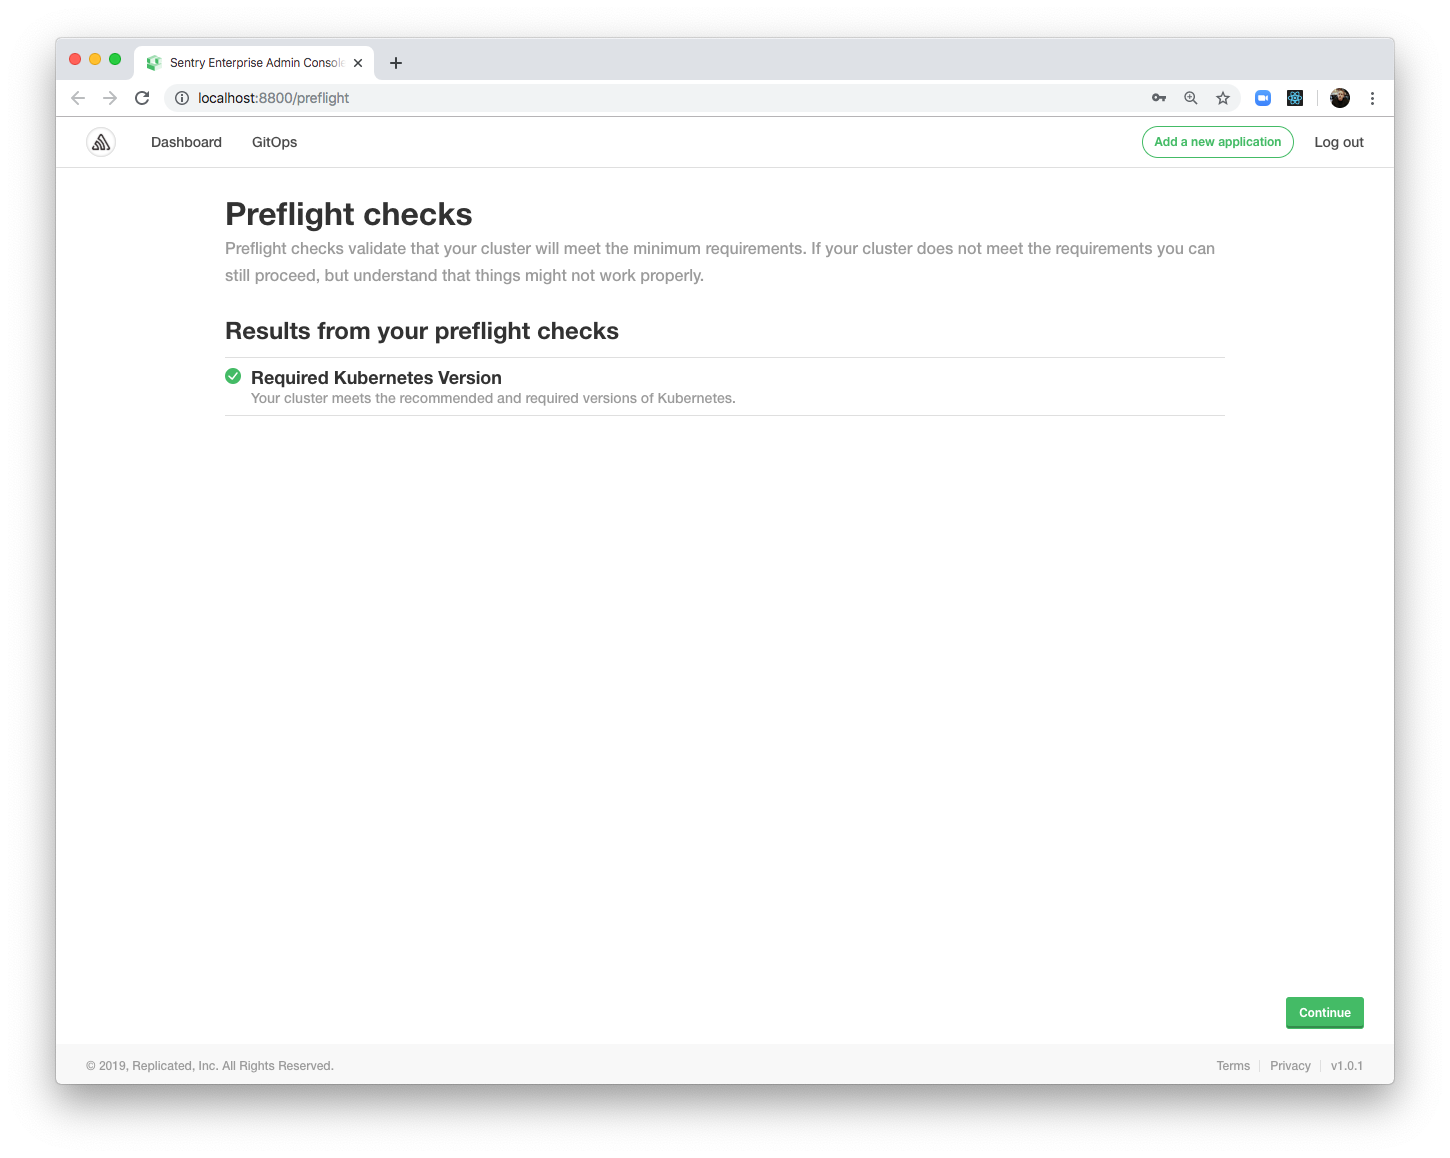 Sentry Enterprise Admin Console
localhost:8800/preflight
Dashboard GitOps Add a new application Log out
Preflight checks
Preflight checks validate that your cluster will meet the minimum requirements. If your cluster does not meet the requirements you can
still proceed, but understand that things might not work properly.
Results from your preflight checks
Required Kubernetes Version
Your cluster meets the recommended and required versions of Kubernetes.
Continue
© 2019, Replicated, Inc. All Rights Reserved. Terms Privacy v1.0.1